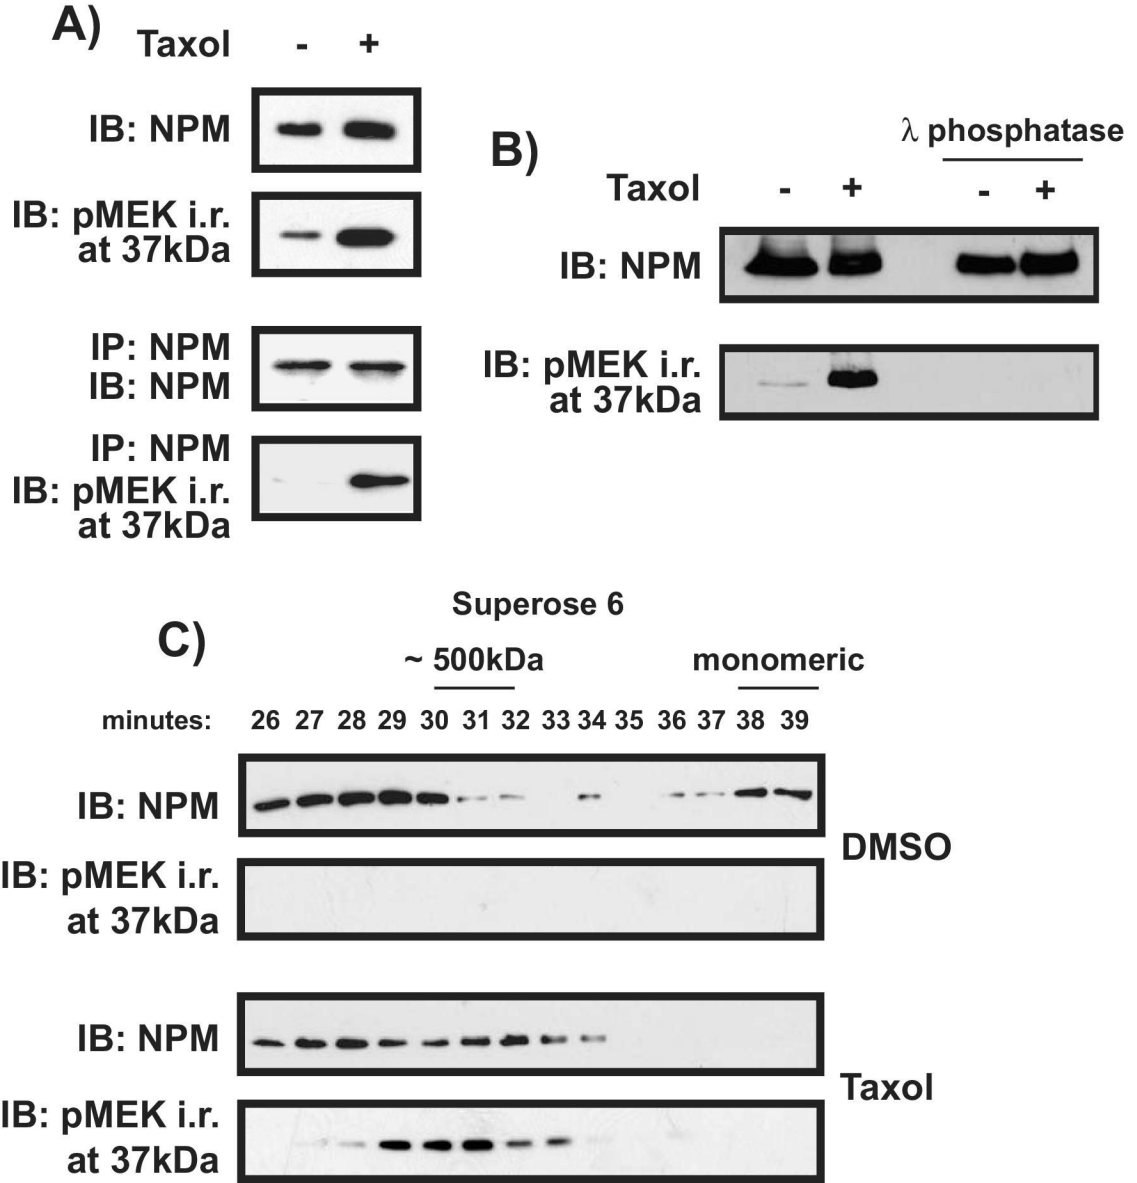 A)
Taxol - +
IB: NPM
IB: pMEK i.r.
at 37kDa
IP: NPM
IB: NPM
IP: NPM
IB: pMEK i.r.
at 37kDa
B)
λ phosphatase
Taxol - + - +
IB: NPM
IB: pMEK i.r.
at 37kDa
C)
Superose 6
~ 500kDa monomeric
minutes: 26 27 28 29 30 31 32 33 34 35 36 37 38 39
IB: NPM
DMSO
IB: pMEK i.r.
at 37kDa
IB: NPM
Taxol
IB: pMEK i.r.
at 37kDa